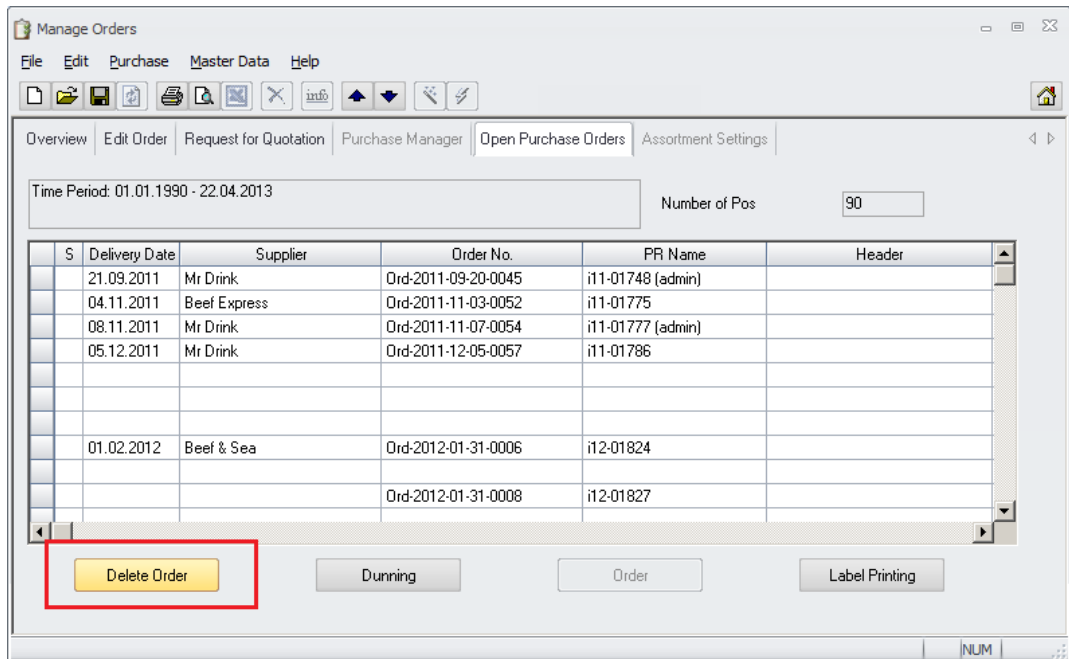 Manage Orders
File Edit Purchase Master Data Help
info
Overview Edit Order Request for Quotation Purchase Manager Open Purchase Orders Assortment Settings
Time Period: 01.01.1990 - 22.04.2013
Number of Pos 90
S Delivery Date Supplier Order No. PR Name Header
21.09.2011 Mr Drink Ord-2011-09-20-0045 i11-01748 (admin)
04.11.2011 Beef Express Ord-2011-11-03-0052 i11-01775
08.11.2011 Mr Drink Ord-2011-11-07-0054 i11-01777 (admin)
05.12.2011 Mr Drink Ord-2011-12-05-0057 i11-01786
01.02.2012 Beef & Sea Ord-2012-01-31-0006 i12-01824
Ord-2012-01-31-0008 i12-01827
Delete Order Dunning Order Label Printing
NUM